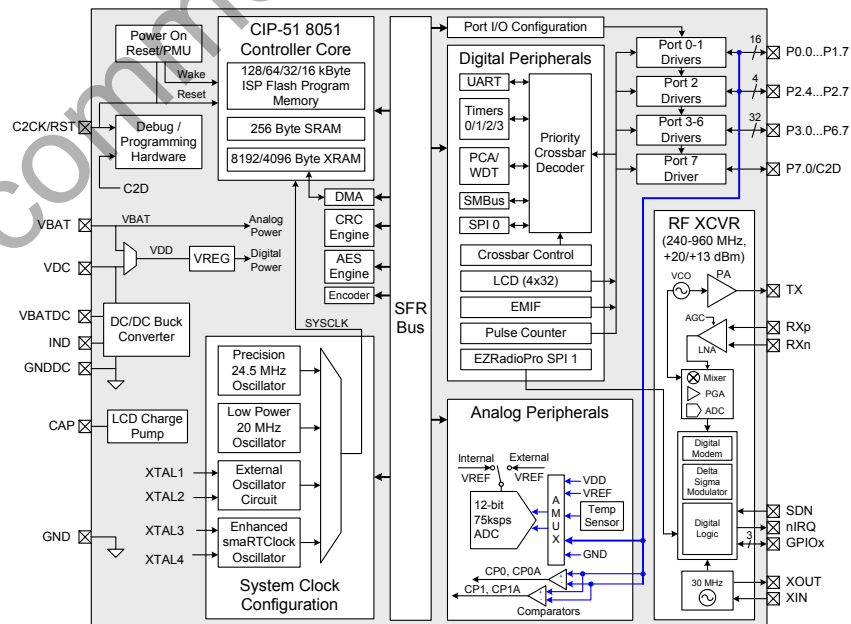 Power On
Reset/PMU
Wake
Reset
C2CK/RST
Debug /
Programming
Hardware
C2D
CIP-51 8051
Controller Core
128/64/32/16 kByte
ISP Flash Program
Memory
256 Byte SRAM
8192/4096 Byte XRAM
DMA
CRC
Engine
AES
Engine
Encoder
VBAT
VBAT
Analog
Power
VDC
VDD
VREG
Digital
Power
VBATDC
IND
GNDDC
DC/DC Buck
Converter
SYSCLK
CAP
LCD Charge
Pump
XTAL1
XTAL2
XTAL3
XTAL4
GND
Precision
24.5 MHz
Oscillator
Low Power
20 MHz
Oscillator
External
Oscillator
Circuit
Enhanced
smaRTClock
Oscillator
System Clock
Configuration
SFR
Bus
Port I/O Configuration
Digital Peripherals
UART
Timers
0/1/2/3
PCA/
WDT
SMBus
SPI 0
Priority
Crossbar
Decoder
Crossbar Control
LCD (4x32)
EMIF
Pulse Counter
EZRadioPro SPI 1
Port 0-1
Drivers
16
P0.0...P1.7
Port 2
Drivers
4
P2.4...P2.7
Port 3-6
Drivers
32
P3.0...P6.7
Port 7
Driver
P7.0/C2D
Analog Peripherals
Internal
VREF
External
VREF
12-bit
75ksps
ADC
A
M
U
X
VDD
VREF
Temp
Sensor
GND
CP0, CP0A
CP1, CP1A
+
-
+
-
Comparators
RF XCVR
(240-960 MHz,
+20/+13 dBm)
VCO
PA
TX
AGC
LNA
RXp
RXn
Mixer
PGA
ADC
Digital
Modem
Delta
Sigma
Modulator
Digital
Logic
SDN
nIRQ
3
GPIOx
30 MHz
XOUT
XIN